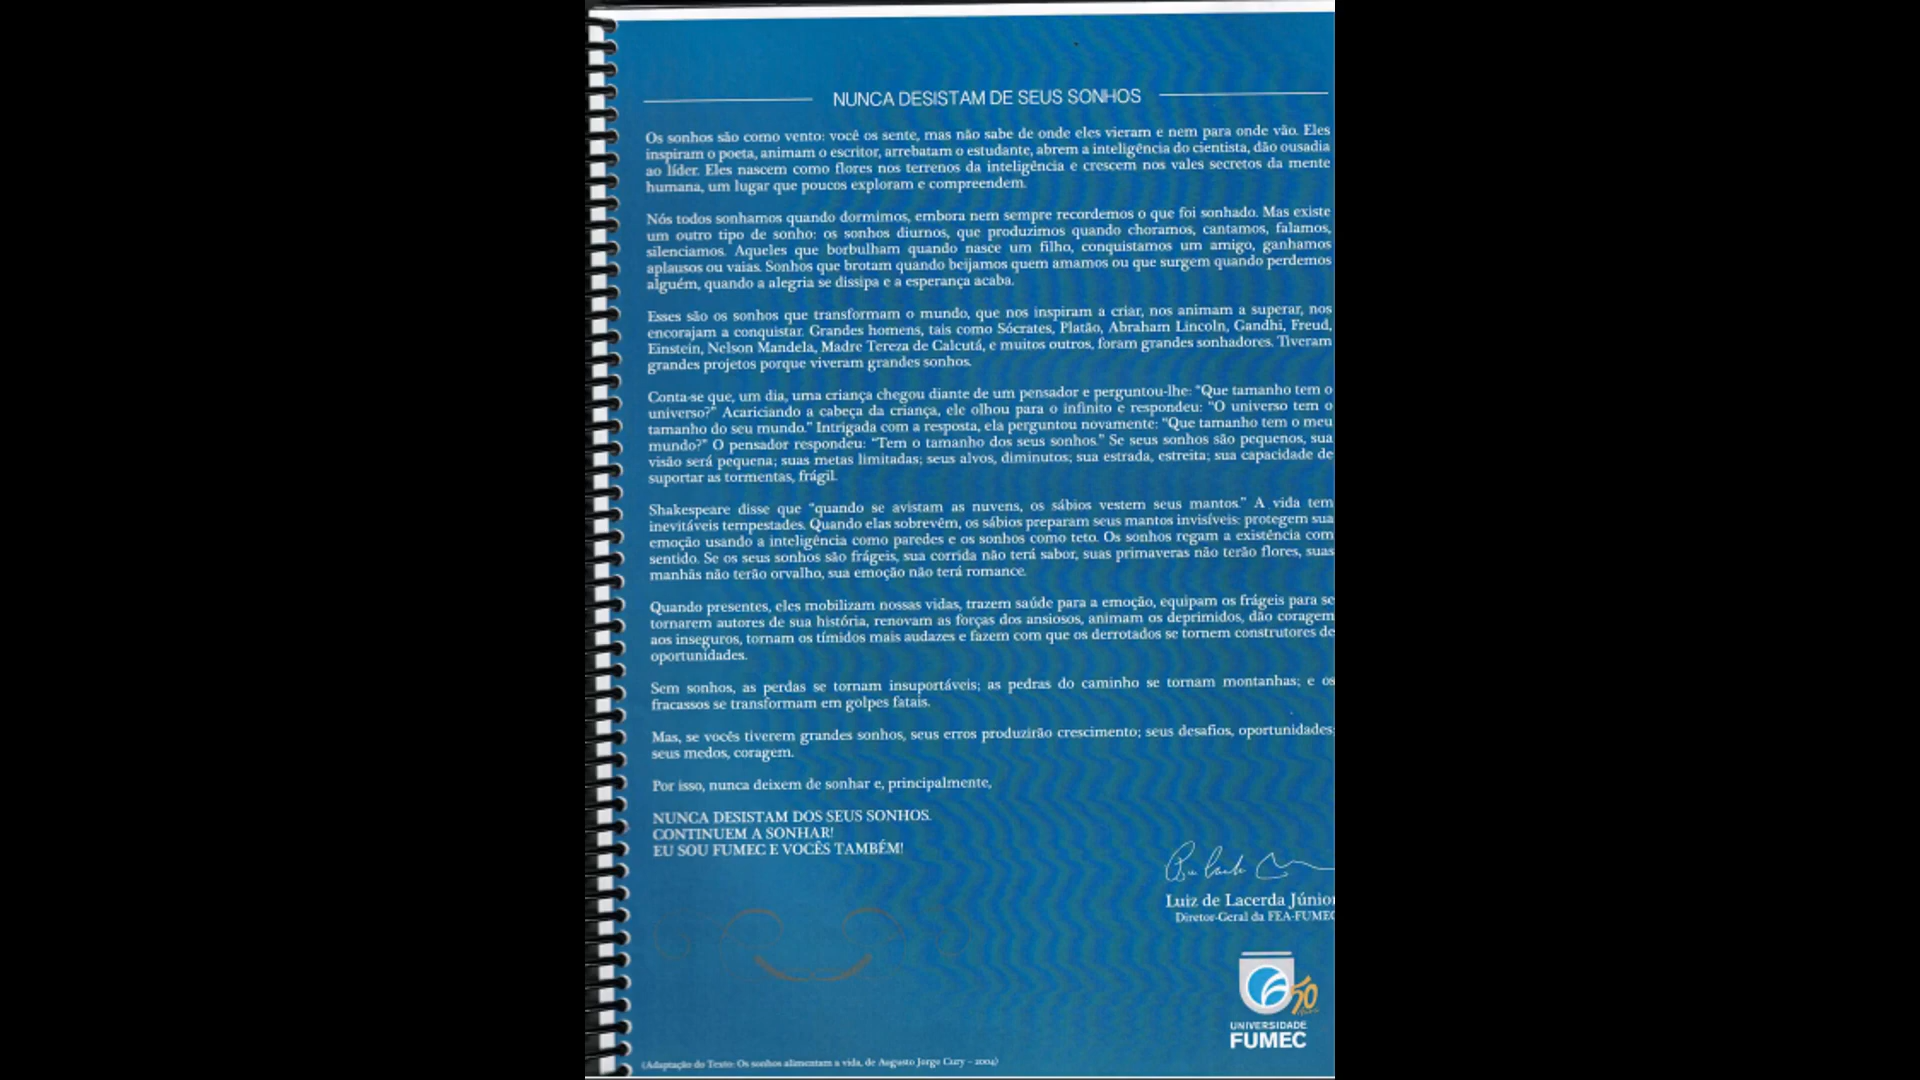 NUNCA DESISTAM DE SEUS SONHOS
Os sonhos são como vento: você os sente, mas não sabe de onde eles vieram e nem para onde vão. Eles
inspiram o poeta, animam o escritor, arrebatam o estudante, abrem a inteligência do cientista, dão ousadia
ao líder. Eles nascem como flores nos terrenos da inteligência e crescem nos vales secretos da mente
humana, um lugar que poucos exploram e compreendem.
Nós todos sonhamos quando dormimos, embora nem sempre recordemos o que foi sonhado. Mas existe
um outro tipo de sonho: os sonhos diurnos, que produzimos quando choramos, cantamos, falamos,
silenciamos. Aqueles que borbulham quando nasce um filho, conquistamos um amigo, ganhamos
aplausos ou vaias. Sonhos que brotam quando beijamos quem amamos ou que surgem quando perdemos
alguém, quando a alegria se dissipa e a esperança acaba.
Esses são os sonhos que transformam o mundo, que nos inspiram a criar, nos animam a superar, nos
encorajam a conquistar. Grandes homens, tais como Sócrates, Platão, Abraham Lincoln, Gandhi, Freud,
Einstein, Nelson Mandela, Madre Tereza de Calcutá, e muitos outros, foram grandes sonhadores. Tiveram
grandes projetos porque viveram grandes sonhos.
Conta-se que, um dia, uma criança chegou diante de um pensador e perguntou-lhe: "Que tamanho tem o
universo?" Acariciando a cabeça da criança, ele olhou para o infinito e respondeu: "O universo tem o
tamanho do seu mundo." Intrigada com a resposta, ela perguntou novamente: "Que tamanho tem o meu
mundo?" O pensador respondeu: "Tem o tamanho dos seus sonhos." Se seus sonhos são pequenos, sua
visão será pequena; suas metas limitadas; seus alvos, diminutos; sua estrada, estreita; sua capacidade de
suportar as tormentas, frágil.
Shakespeare disse que "quando se avistam as nuvens, os sábios vestem seus mantos." A vida tem
inevitáveis tempestades. Quando elas sobrevêm, os sábios preparam seus mantos invisíveis: protegem sua
emoção usando a inteligência como paredes e os sonhos como teto. Os sonhos regam a existência com
sentido. Se os seus sonhos são frágeis, sua corrida não terá sabor, suas primaveras não terão flores, suas
manhãs não terão orvalho, sua emoção não terá romance.
Quando presentes, eles mobilizam nossas vidas, trazem saúde para a emoção, equipam os frágeis para se
tornarem autores de sua história, renovam as forças dos ansiosos, animam os deprimidos, dão coragem
aos inseguros, tornam os tímidos mais audazes e fazem com que os derrotados se tornem construtores de
oportunidades.
Sem sonhos, as perdas se tornam insuportáveis; as pedras do caminho se tornam montanhas; e os
fracassos se transformam em golpes fatais.
Mas, se vocês tiverem grandes sonhos, seus erros produzirão crescimento; seus desafios, oportunidades
seus medos, coragem.
Por isso, nunca deixem de sonhar e, principalmente,
NUNCA DESISTAM DOS SEUS SONHOS.
CONTINUEM A SONHAR!
EU SOU FUMEC E VOCÊS TAMBÉM!
Luiz de Lacerda Júnior
Diretor-Geral da FEA-FUMEC
50
UNIVERSIDADE
FUMEC
(Adaptação do Texto: Os sonhos alimentam a vida, de Augusto Jorge Cury – 2004)